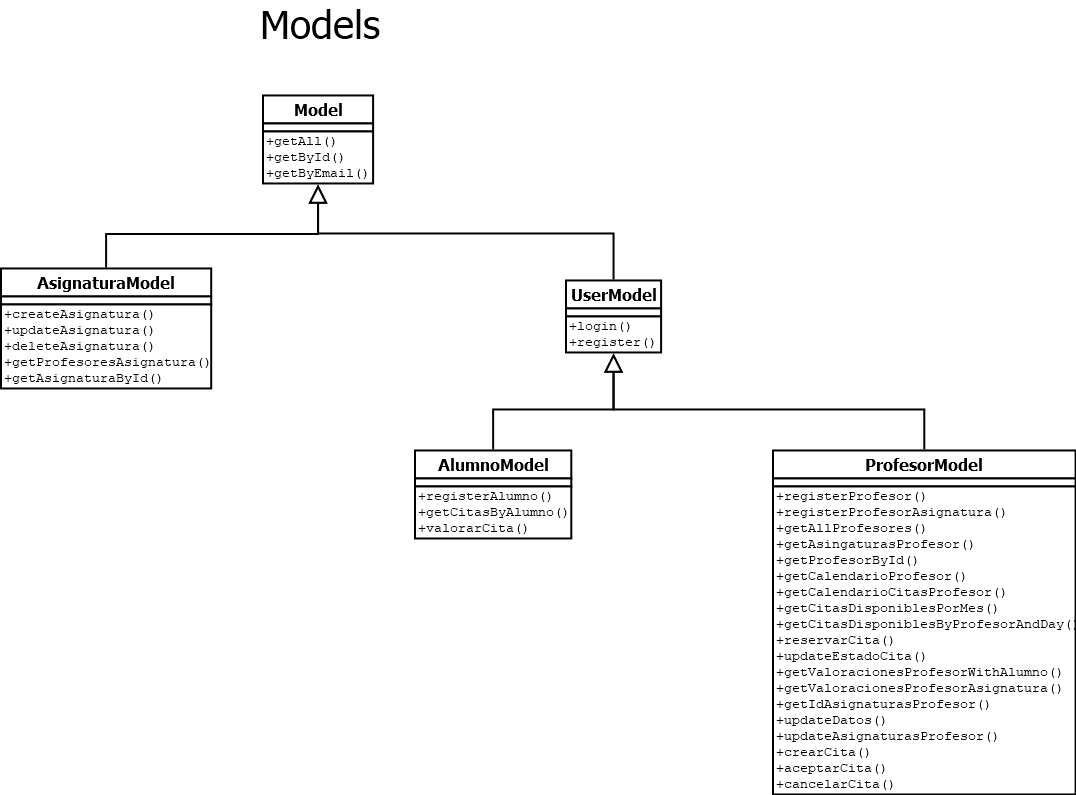 Models
Model
+getAll()
+getById()
+getByEmail()
AsignaturaModel
+createAsignatura()
+updateAsignatura()
+deleteAsignatura()
+getProfesoresAsignatura()
+getAsignaturaById()
UserModel
+login()
+register()
AlumnoModel
+registerAlumno()
+getCitasByAlumno()
+valorarCita()
ProfesorModel
+registerProfesor()
+registerProfesorAsignatura()
+getAllProfesores()
+getAsingaturasProfesor()
+getProfesorById()
+getCalendarioProfesor()
+getCalendarioCitasProfesor()
+getCitasDisponiblesPorMes()
+getCitasDisponiblesByProfesorAndDay()
+reservarCita()
+updateEstadoCita()
+getValoracionesProfesorWithAlumno()
+getValoracionesProfesorAsignatura()
+getIdAsignaturasProfesor()
+updateDatos()
+updateAsignaturasProfesor()
+crearCita()
+aceptarCita()
+cancelarCita()